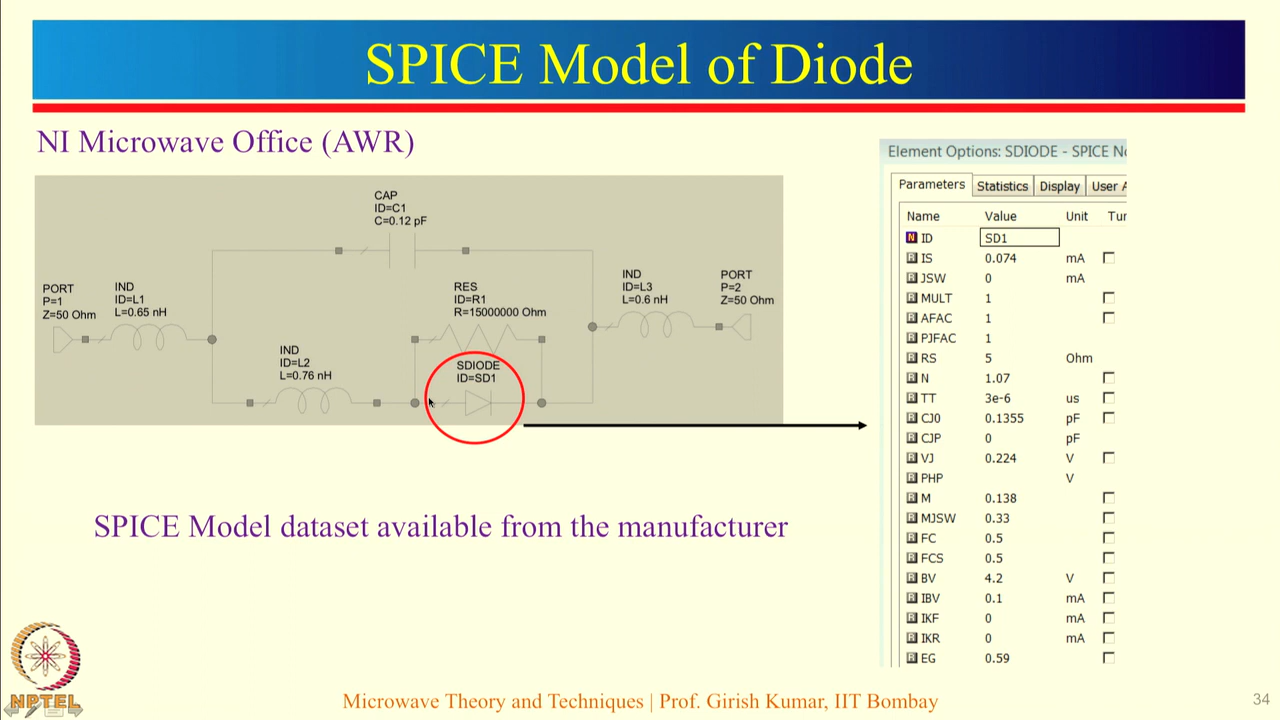 SPICE Model of Diode
NI Microwave Office (AWR)
CAP
ID=C1
C=0.12 pF
PORT
P=1
Z=50 Ohm
IND
ID=L1
L=0.65 nH
RES
ID=R1
R=15000000 Ohm
IND
ID=L3
L=0.6 nH
PORT
P=2
Z=50 Ohm
IND
ID=L2
L=0.76 nH
SDIODE
ID=SD1
SPICE Model dataset available from the manufacturer
Element Options: SDIODE - SPICE
Parameters Statistics Display User
Name Value Unit
ID SD1
IS 0.074 mA
JSW 0 mA
MULT 1
AFAC 1
PJFAC 1
RS 5 Ohm
N 1.07
TT 3e-6 us
CJ0 0.1355 pF
CJP 0 pF
VJ 0.224 V
PHP V
M 0.138
MJSW 0.33
FC 0.5
FCS 0.5
BV 4.2 V
IBV 0.1 mA
IKF 0 mA
IKR 0 mA
EG 0.59
NPTEL
Microwave Theory and Techniques | Prof. Girish Kumar, IIT Bombay
34